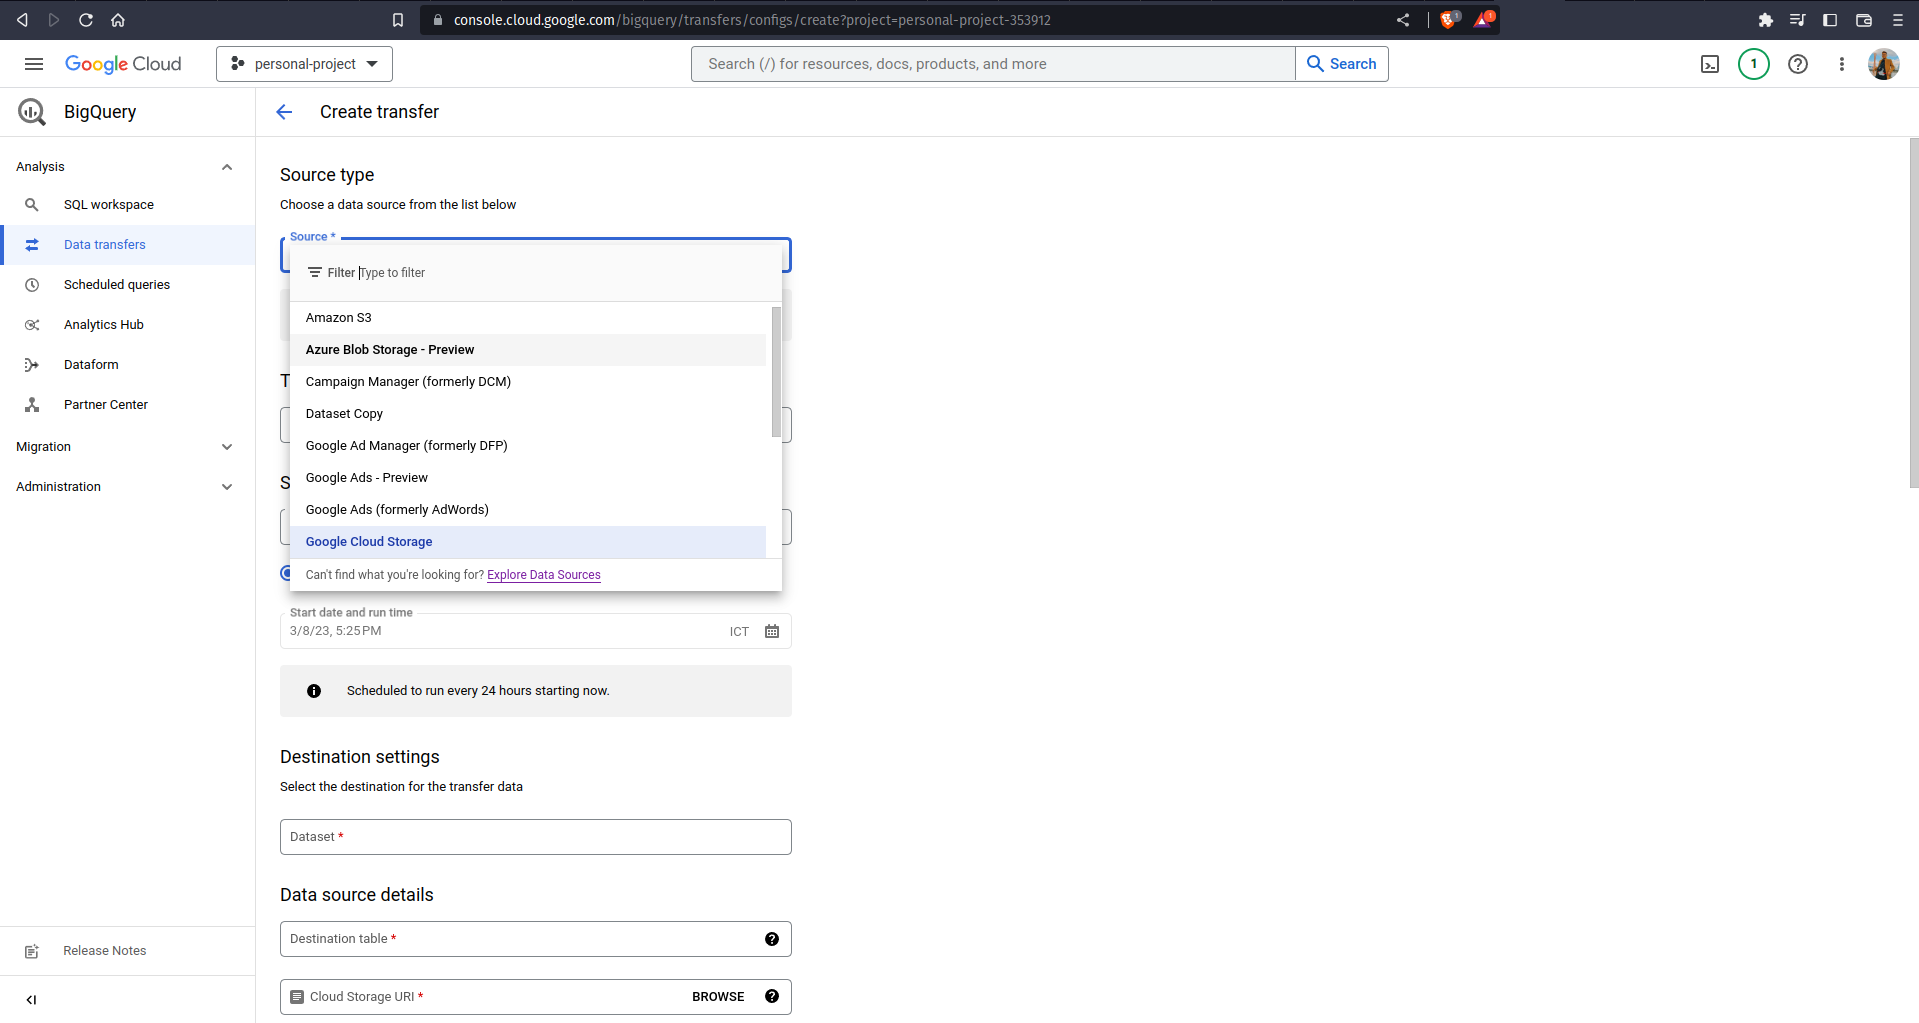 console.cloud.google.com/bigquery/transfers/configs/create?project=personal-project-353912
1
1
Google Cloud
personal-project
Search (/) for resources, docs, products, and more
Search
1
BigQuery
Create transfer
Analysis
SQL workspace
Data transfers
Scheduled queries
Analytics Hub
Dataform
Partner Center
Migration
Administration
Release Notes
Source type
Choose a data source from the list below
Source *
Filter Type to filter
Amazon S3
Azure Blob Storage - Preview
Campaign Manager (formerly DCM)
Dataset Copy
Google Ad Manager (formerly DFP)
Google Ads - Preview
Google Ads (formerly AdWords)
Google Cloud Storage
Can't find what you're looking for? Explore Data Sources
T
S
Start date and run time
3/8/23, 5:25 PM ICT
Scheduled to run every 24 hours starting now.
Destination settings
Select the destination for the transfer data
Dataset *
Data source details
Destination table *
Cloud Storage URI * BROWSE